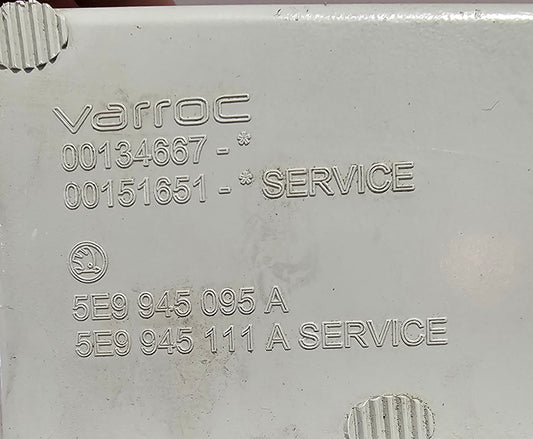 varroc
00134667 - *
00151651 - * SERVICE
5E9 945 095 A
5E9 945 111 A SERVICE